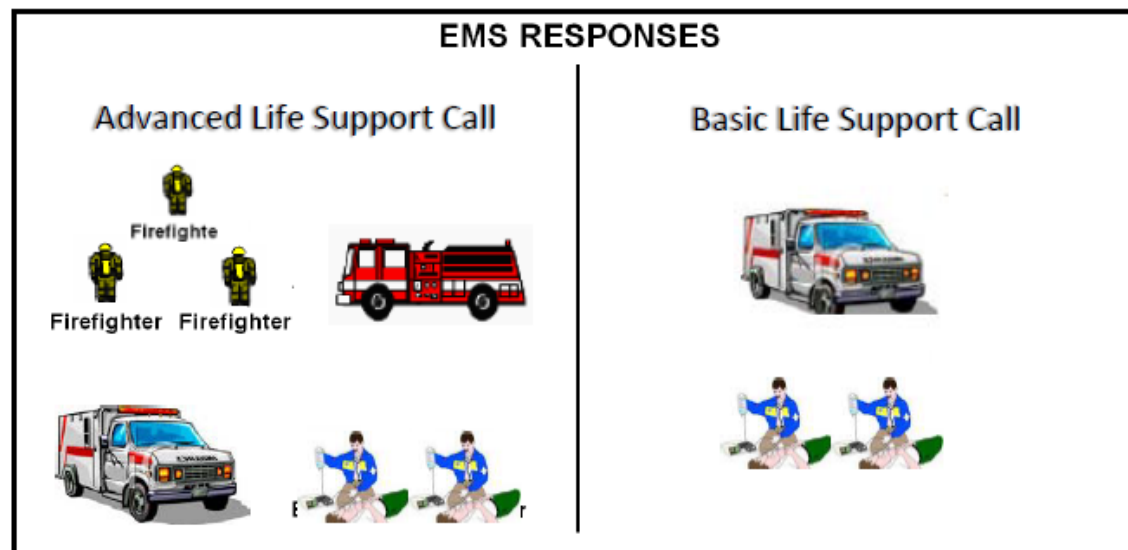 EMS RESPONSES
Advanced Life Support Call
Basic Life Support Call
Firefighte
Firefighter Firefighter